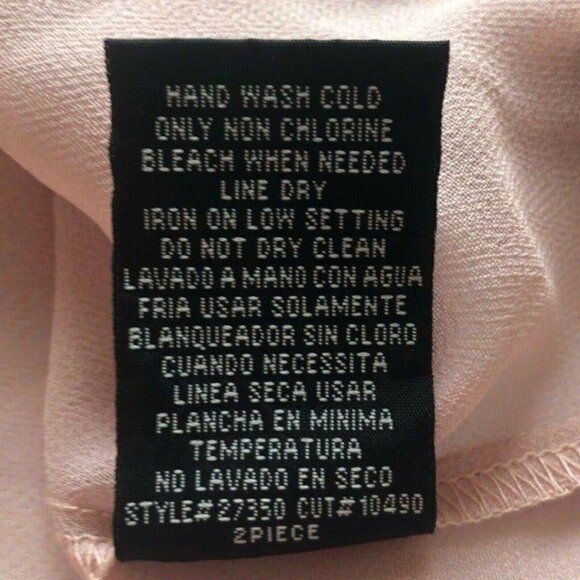 HAND WASH COLD
ONLY NON CHLORINE
BLEACH WHEN NEEDED
LINE DRY
IRON ON LOW SETTING
DO NOT DRY CLEAN
LAVADO A MANO CON AGUA
FRIA USAR SOLAMENTE
BLANQUEADOR SIN CLORO
CUANDO NECESSITA
LINEA SECA USAR
PLANCHA EN MINIMA
TEMPERATURA
NO LAVADO EN SECO
STYLE# 27350 CUT# 10490
2PIECE